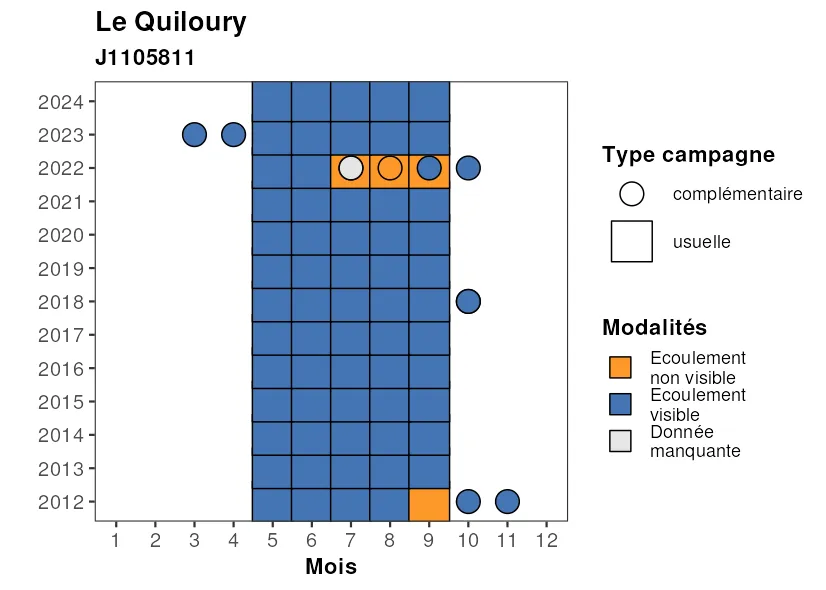 Le Quiloury
J1105811
2024
2023
2022
2021
2020
2019
2018
2017
2016
2015
2014
2013
2012
1 2 3 4 5 6 7 8 9 10 11 12
Mois
Type campagne
complémentaire
usuelle
Modalités
Ecoulement
non visible
Ecoulement
visible
Donnée
manquante